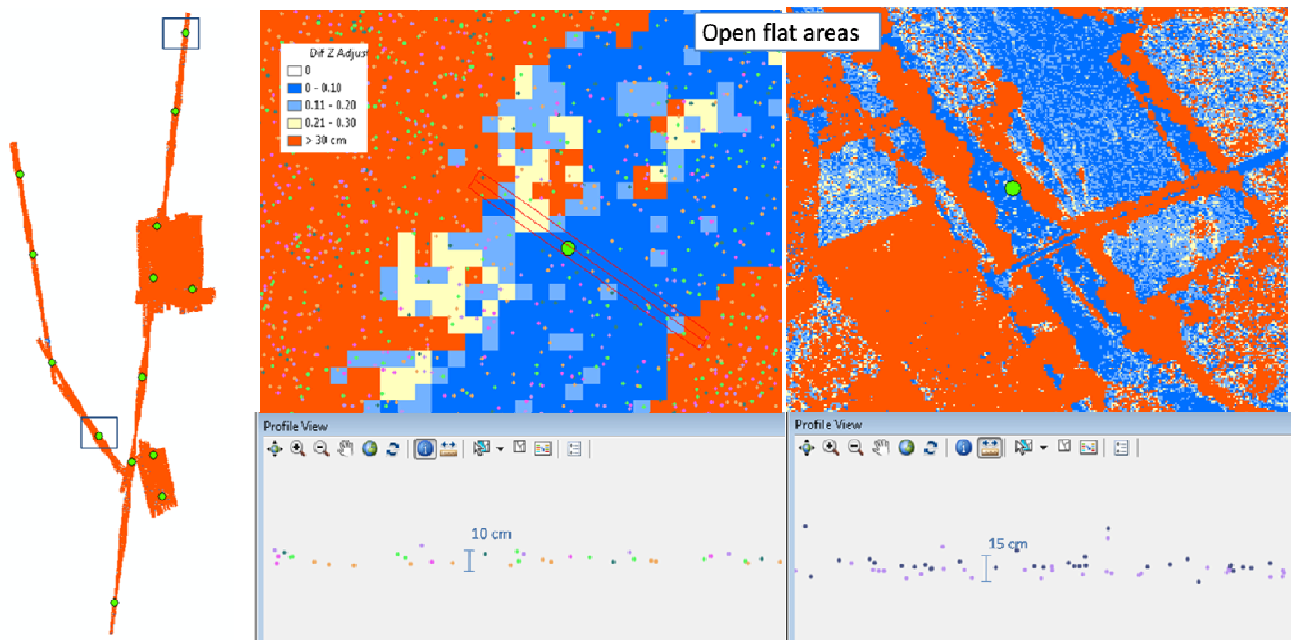 Open flat areas
Dif Z Adjust
0
0 - 0.10
0.11 - 0.20
0.21 - 0.30
> 30 cm
Profile View
10 cm
Profile View
15 cm